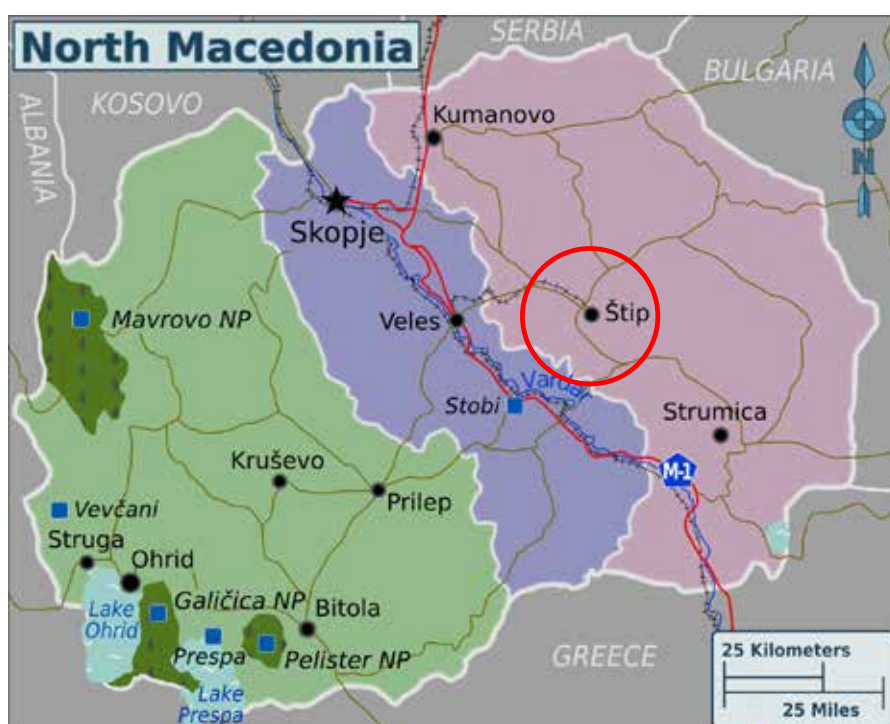 North Macedonia
SERBIA
BULGARIA
KOSOVO
ALBANIA
Kumanovo
N
Skopje
Mavrovo NP
Veles
Štip
Vardar
Stobi
Strumica
Kruševo
M-1
Prilep
Vevčani
Struga
Ohrid
Galičica NP
Lake
Ohrid
Bitola
Prespa
Pelister NP
GREECE
Lake
Prespa
25 Kilometers
25 Miles